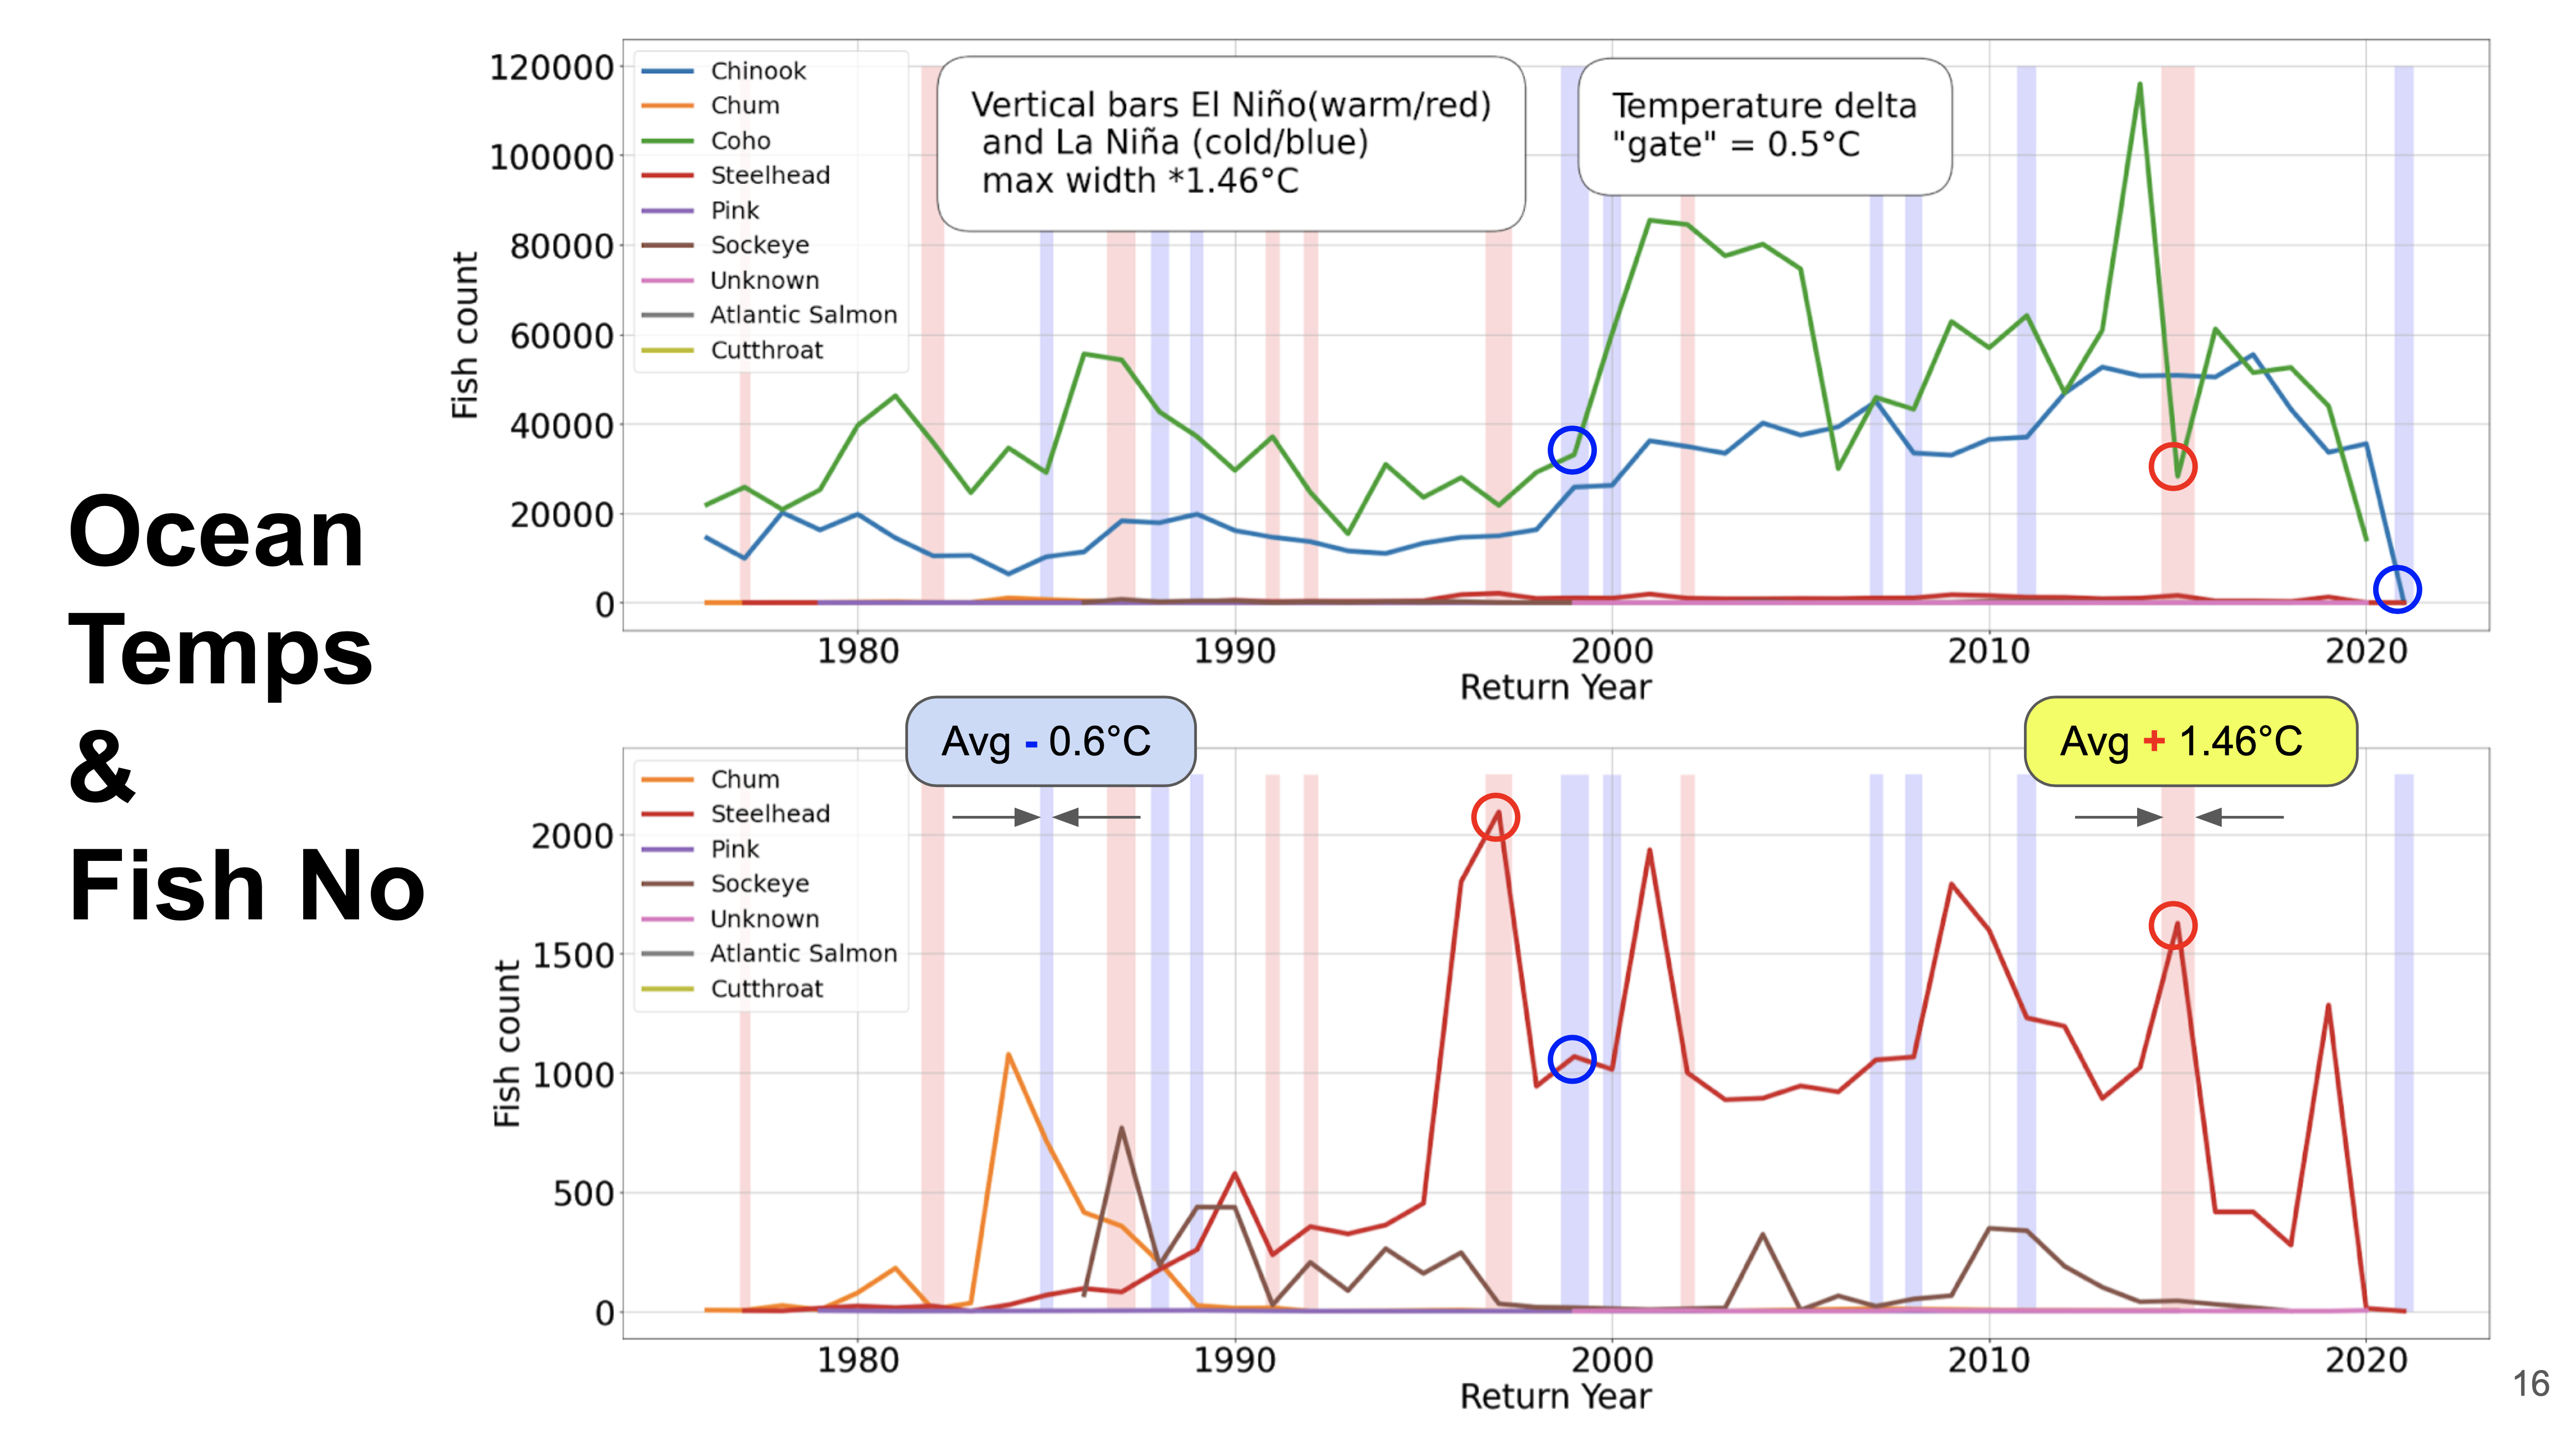 Ocean
Temps
&
Fish No
120000
100000
80000
60000
40000
20000
0
Fish count
Chinook
Chum
Coho
Steelhead
Pink
Sockeye
Unknown
Atlantic Salmon
Cutthroat
Vertical bars El Niño(warm/red)
and La Niña (cold/blue)
max width *1.46°C
Temperature delta
"gate" = 0.5°C
1980
1990
2000
2010
2020
Return Year
Avg - 0.6°C
Avg + 1.46°C
2000
1500
1000
500
0
Fish count
Chum
Steelhead
Pink
Sockeye
Unknown
Atlantic Salmon
Cutthroat
1980
1990
2000
2010
2020
Return Year
16